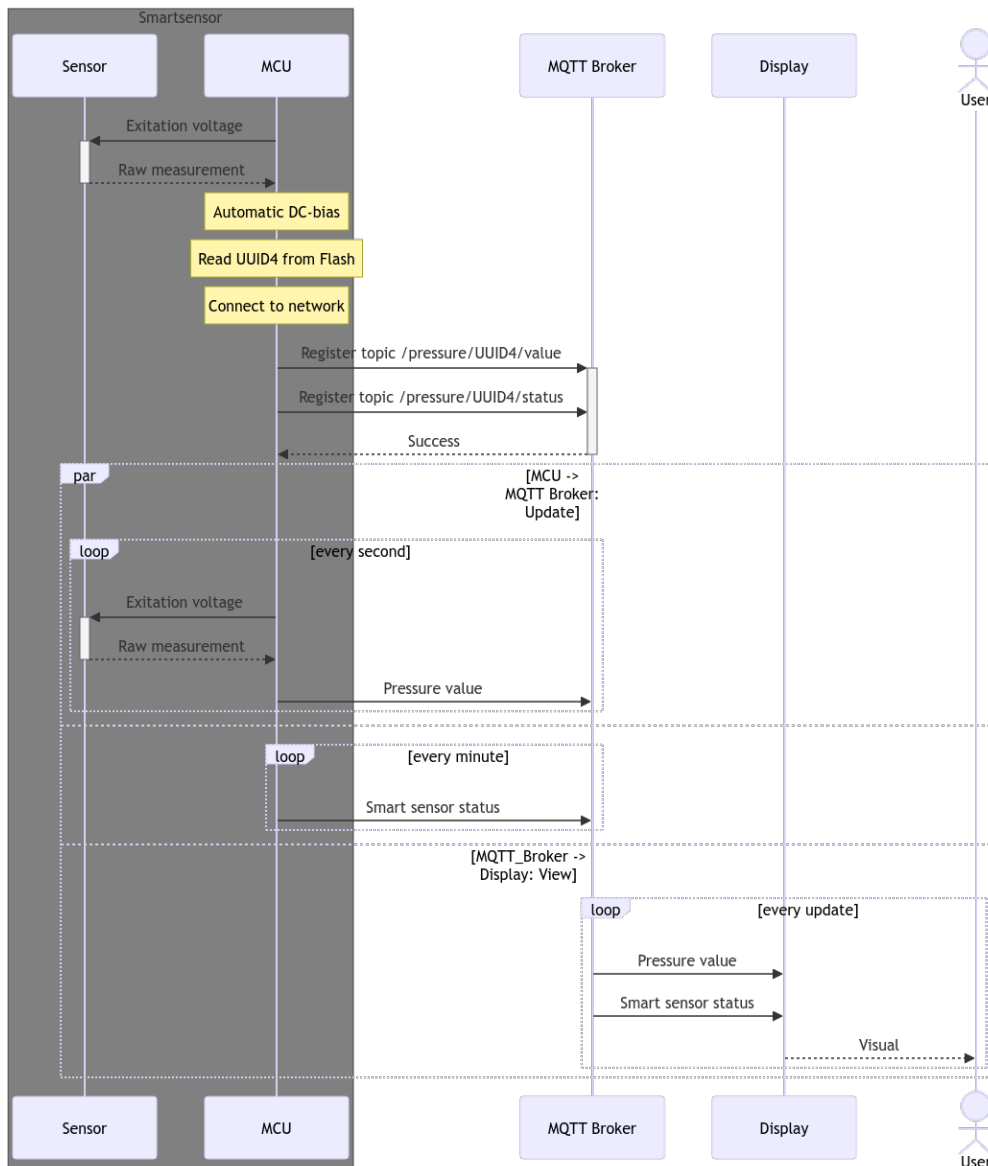 Smartsensor
Sensor
MCU
MQTT Broker
Display
User
Exitation voltage
Raw measurement
Automatic DC-bias
Read UUID4 from Flash
Connect to network
Register topic /pressure/UUID4/value
Register topic /pressure/UUID4/status
Success
par
[MCU ->
MQTT Broker:
Update]
loop
[every second]
Exitation voltage
Raw measurement
Pressure value
loop
[every minute]
Smart sensor status
[MQTT_Broker ->
Display: View]
loop
[every update]
Pressure value
Smart sensor status
Visual
Sensor
MCU
MQTT Broker
Display
User